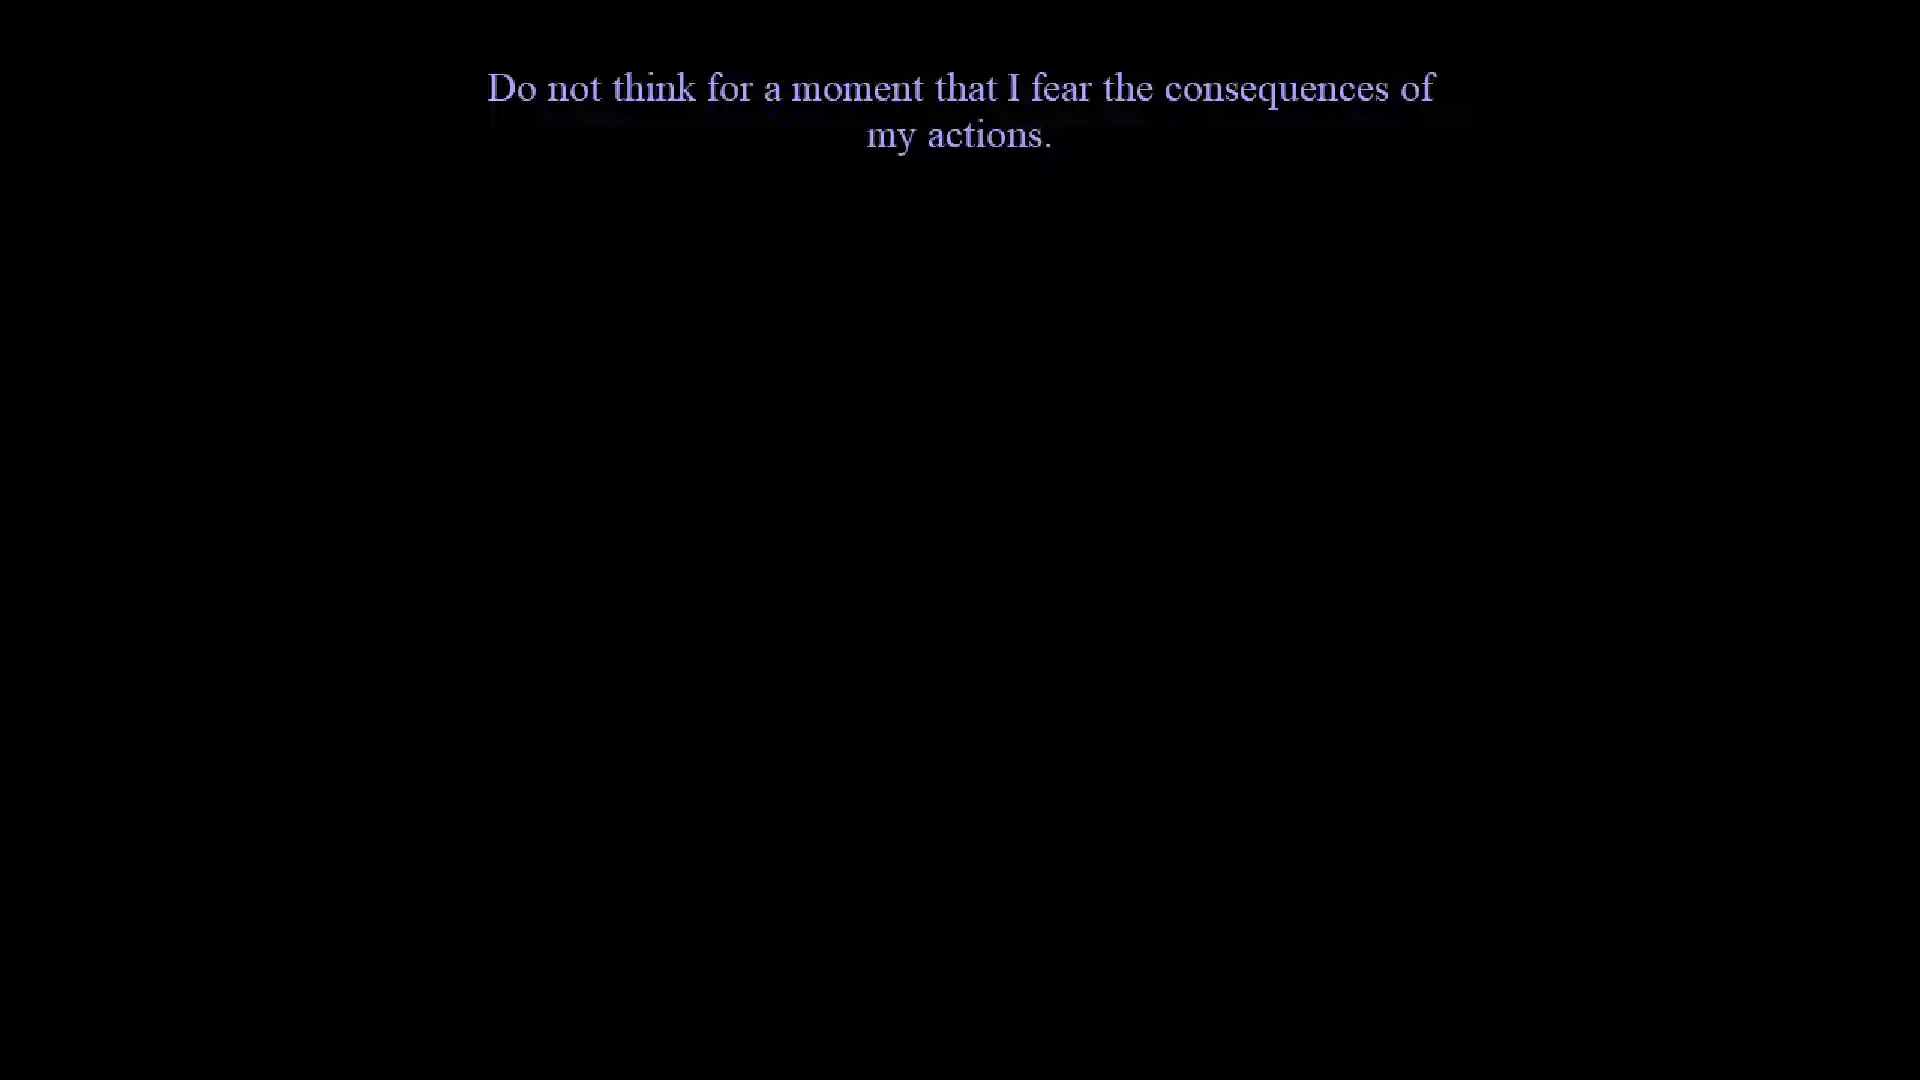 Do not think for a moment that I fear the consequences of
my actions.